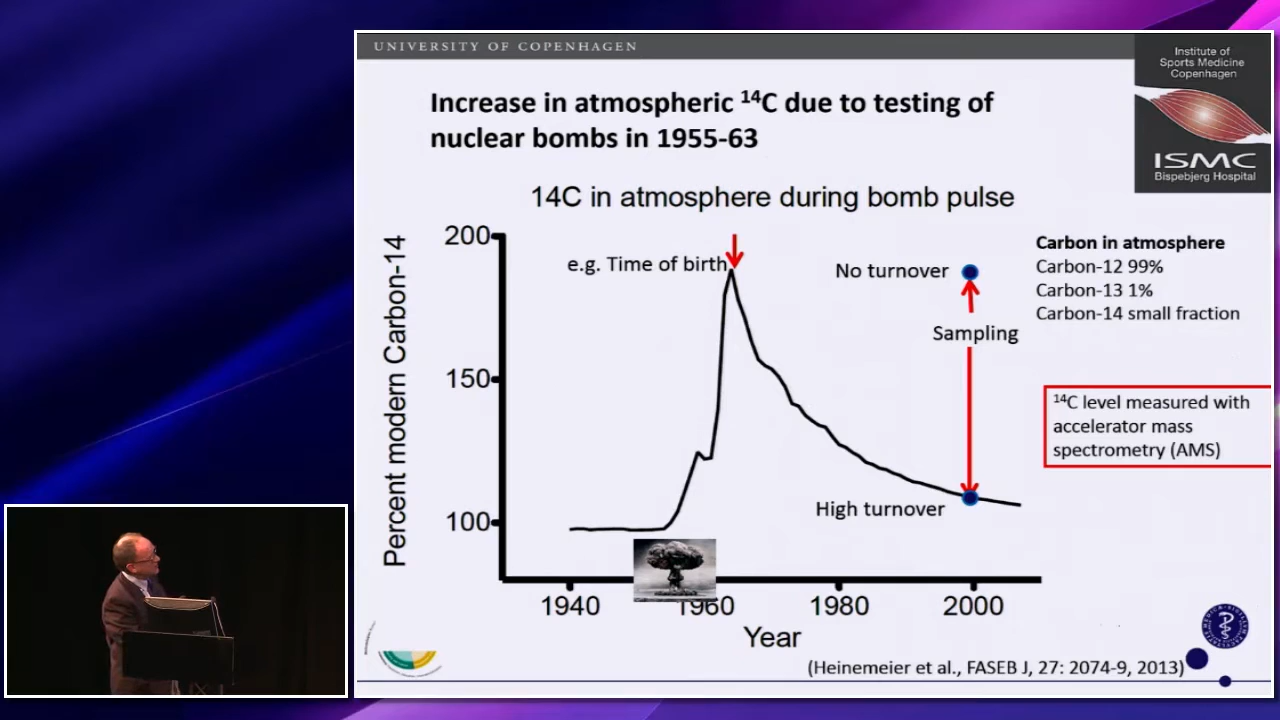 UNIVERSITY OF COPENHAGEN
Institute of
Sports Medicine
Copenhagen
ISMC
Bispebjerg Hospital
Increase in atmospheric ¹⁴C due to testing of
nuclear bombs in 1955-63
14C in atmosphere during bomb pulse
Percent modern Carbon-14
200
150
100
e.g. Time of birth
No turnover
Sampling
High turnover
Carbon in atmosphere
Carbon-12 99%
Carbon-13 1%
Carbon-14 small fraction
¹⁴C level measured with
accelerator mass
spectrometry (AMS)
1940 1960 1980 2000
Year
(Heinemeier et al., FASEB J, 27: 2074-9, 2013)